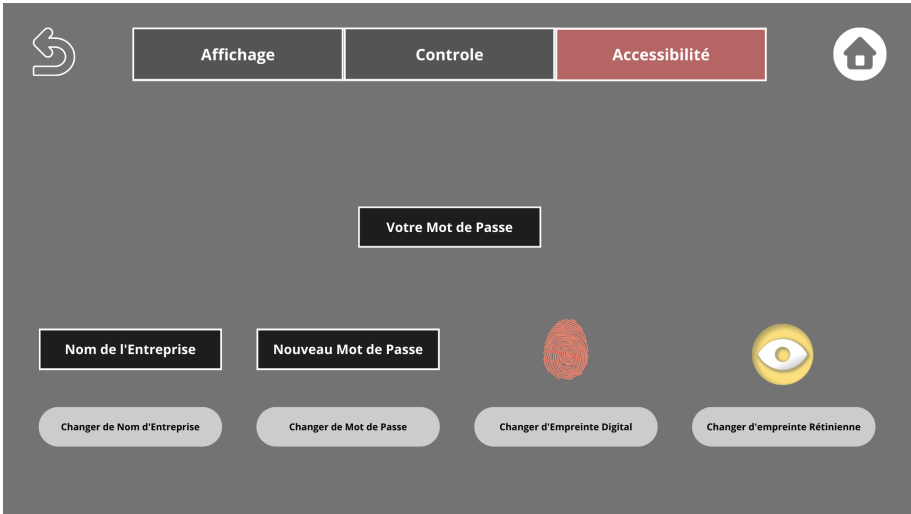 Affichage
Controle
Accessibilité
Votre Mot de Passe
Nom de l'Entreprise
Nouveau Mot de Passe
Changer de Nom d'Entreprise
Changer de Mot de Passe
Changer d'Empreinte Digital
Changer d'empreinte Rétinienne